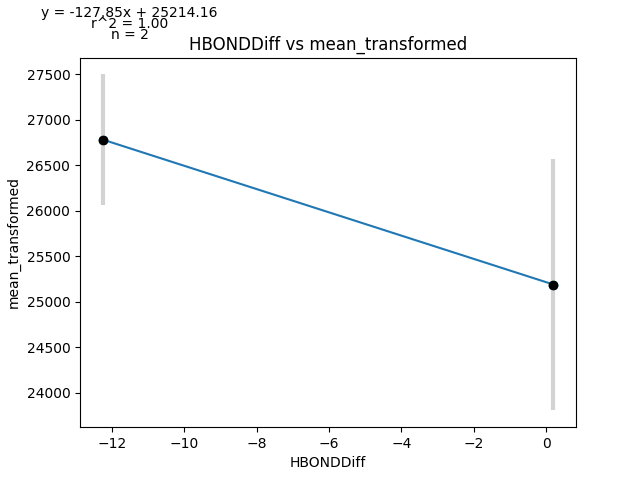 y = -127.85x + 25214.16
r^2 = 1.00
n = 2
HBONDDiff vs mean_transformed
27500
27000
26500
26000
25500
25000
24500
24000
mean_transformed
−12
−10
−8
−6
−4
−2
0
HBONDDiff